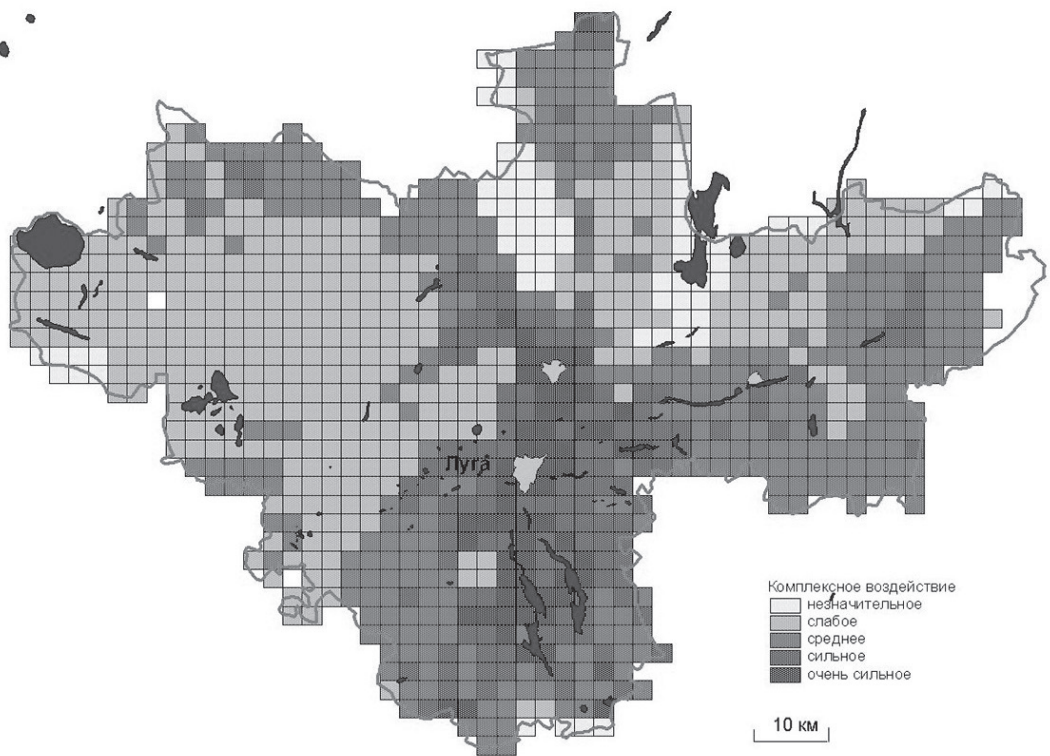 Луга
Комплексное воздействие
незначительное
слабое
среднее
сильное
очень сильное
10 км